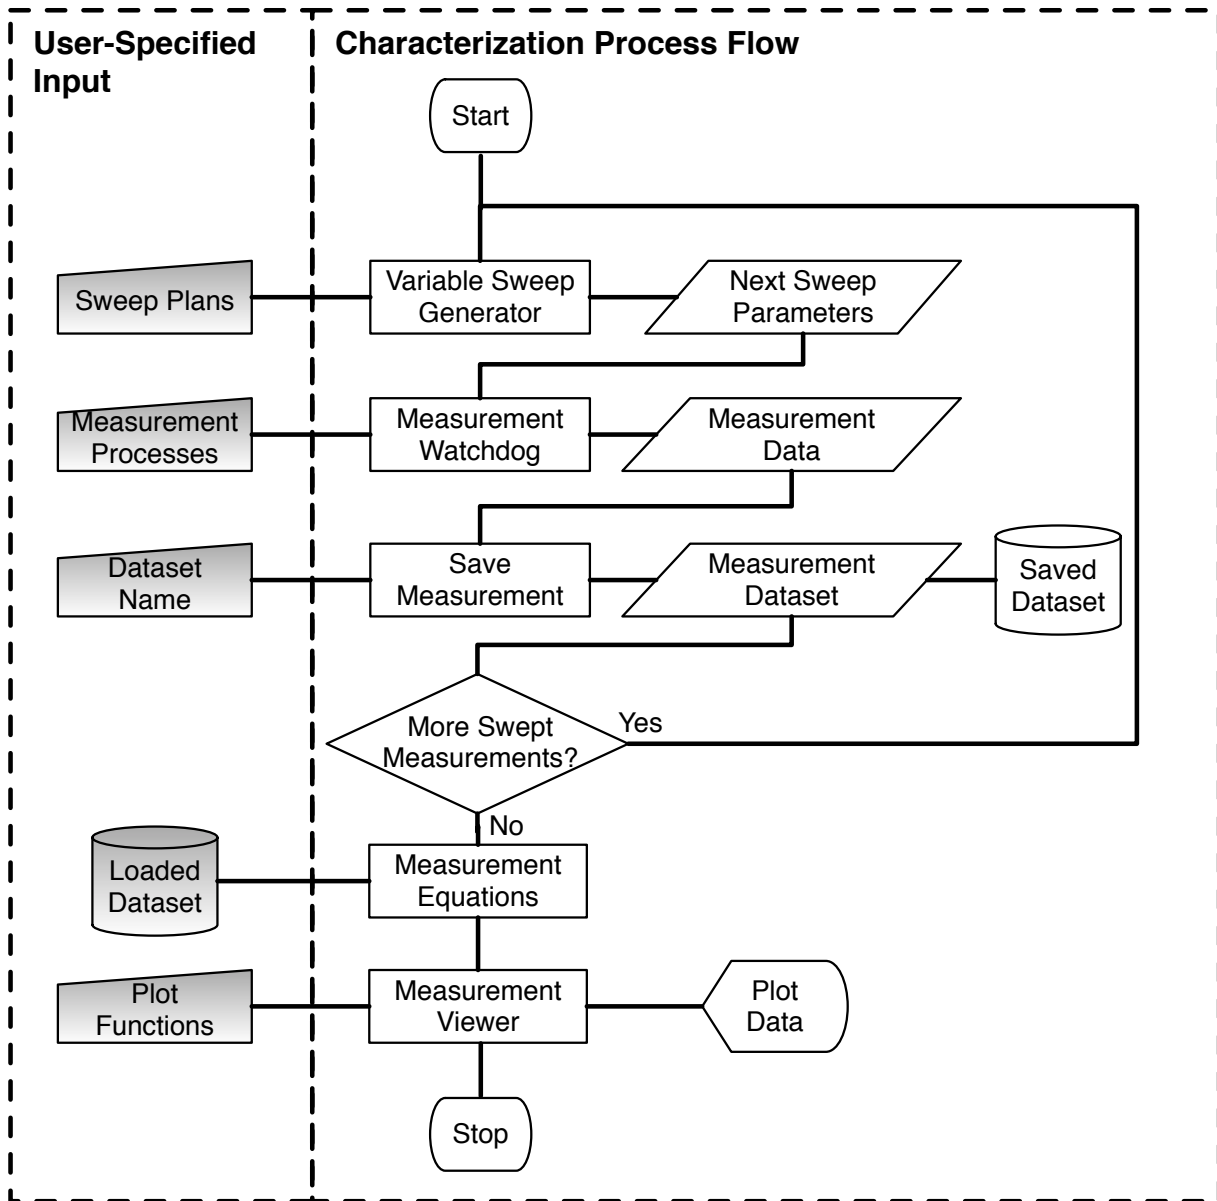 User-Specified
Input
Characterization Process Flow
Start
Sweep Plans
Variable Sweep
Generator
Next Sweep
Parameters
Measurement
Processes
Measurement
Watchdog
Measurement
Data
Dataset
Name
Save
Measurement
Measurement
Dataset
Saved
Dataset
More Swept
Measurements?
Yes
No
Loaded
Dataset
Measurement
Equations
Plot
Functions
Measurement
Viewer
Plot
Data
Stop